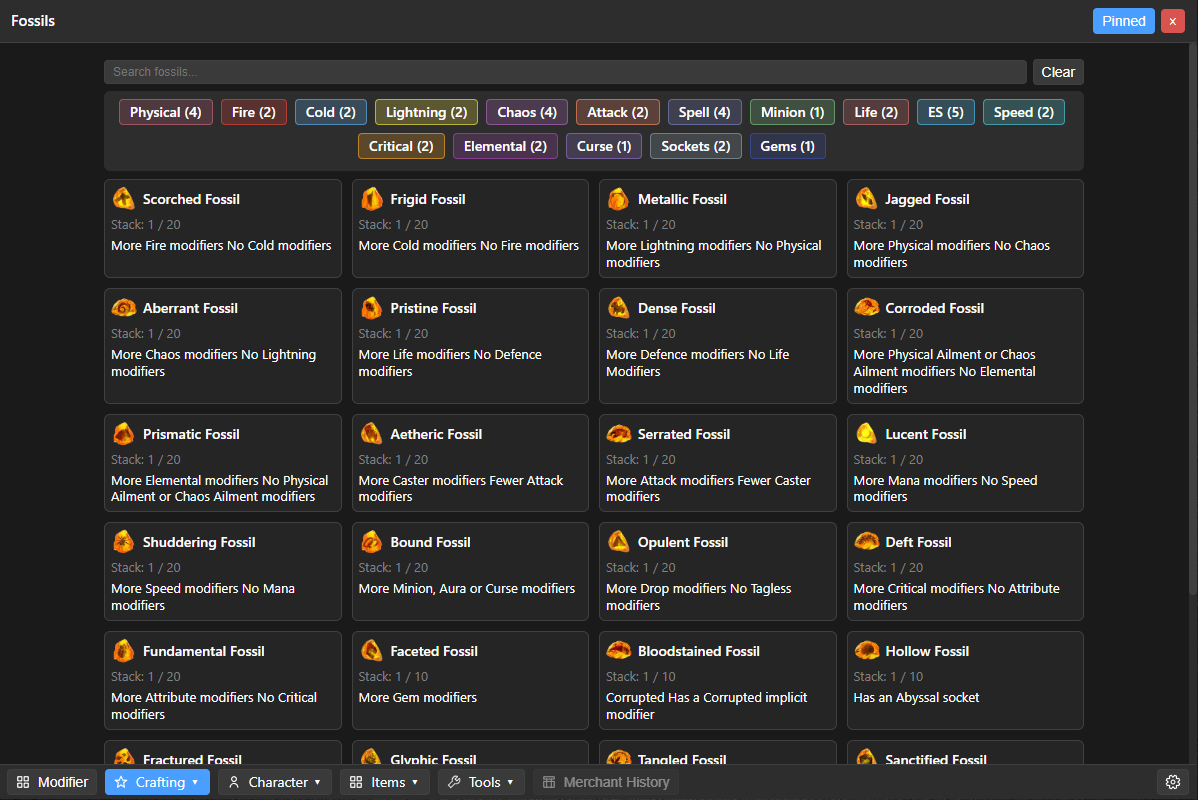 Fossils
Pinned
x
Search fossils...
Clear
Physical (4)
Fire (2)
Cold (2)
Lightning (2)
Chaos (4)
Attack (2)
Spell (4)
Minion (1)
Life (2)
ES (5)
Speed (2)
Critical (2)
Elemental (2)
Curse (1)
Sockets (2)
Gems (1)
Scorched Fossil
Stack: 1 / 20
More Fire modifiers No Cold modifiers
Frigid Fossil
Stack: 1 / 20
More Cold modifiers No Fire modifiers
Metallic Fossil
Stack: 1 / 20
More Lightning modifiers No Physical
modifiers
Jagged Fossil
Stack: 1 / 20
More Physical modifiers No Chaos
modifiers
Aberrant Fossil
Stack: 1 / 20
More Chaos modifiers No Lightning
modifiers
Pristine Fossil
Stack: 1 / 20
More Life modifiers No Defence
modifiers
Dense Fossil
Stack: 1 / 20
More Defence modifiers No Life
Modifiers
Corroded Fossil
Stack: 1 / 20
More Physical Ailment or Chaos
Ailment modifiers No Elemental
modifiers
Prismatic Fossil
Stack: 1 / 20
More Elemental modifiers No Physical
Ailment or Chaos Ailment modifiers
Aetheric Fossil
Stack: 1 / 20
More Caster modifiers Fewer Attack
modifiers
Serrated Fossil
Stack: 1 / 20
More Attack modifiers Fewer Caster
modifiers
Lucent Fossil
Stack: 1 / 20
More Mana modifiers No Speed
modifiers
Shuddering Fossil
Stack: 1 / 20
More Speed modifiers No Mana
modifiers
Bound Fossil
Stack: 1 / 20
More Minion, Aura or Curse modifiers
Opulent Fossil
Stack: 1 / 20
More Drop modifiers No Tagless
modifiers
Deft Fossil
Stack: 1 / 20
More Critical modifiers No Attribute
modifiers
Fundamental Fossil
Stack: 1 / 20
More Attribute modifiers No Critical
modifiers
Faceted Fossil
Stack: 1 / 10
More Gem modifiers
Bloodstained Fossil
Stack: 1 / 10
Corrupted Has a Corrupted implicit
modifier
Hollow Fossil
Stack: 1 / 10
Has an Abyssal socket
Fractured Fossil
Glyphic Fossil
Tangled Fossil
Sanctified Fossil
Modifier
Crafting
Character
Items
Tools
Merchant History